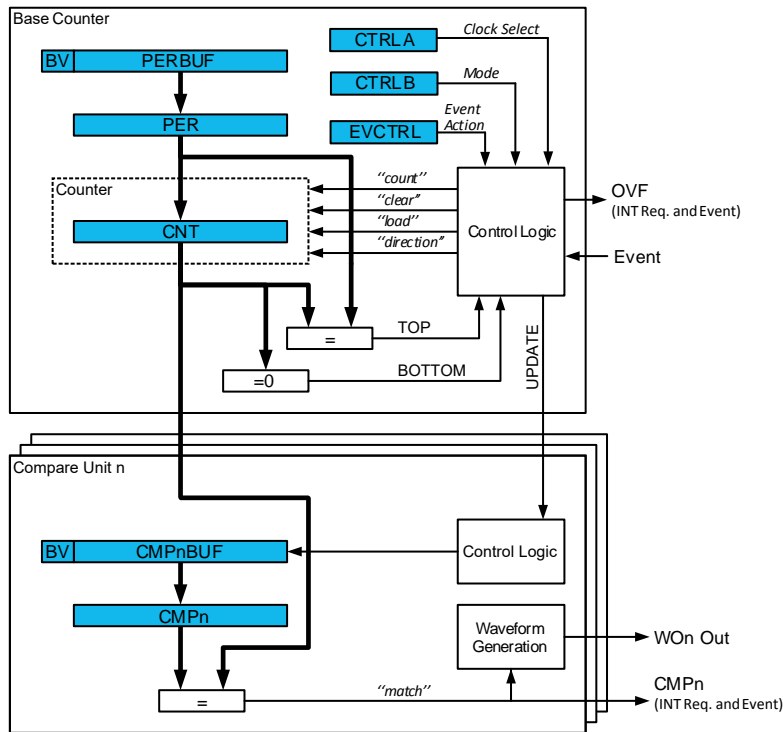 Base Counter
CTRLA
Clock Select
BV
PERBUF
CTRLB
Mode
PER
EVCTRL
Event
Action
Counter
"count"
"clear"
"load"
"direction"
CNT
Control Logic
OVF
(INT Req. and Event)
Event
=
TOP
=0
BOTTOM
UPDATE
Compare Unit n
BV
CMPnBUF
Control Logic
CMPn
Waveform
Generation
WOn Out
=
"match"
CMPn
(INT Req. and Event)